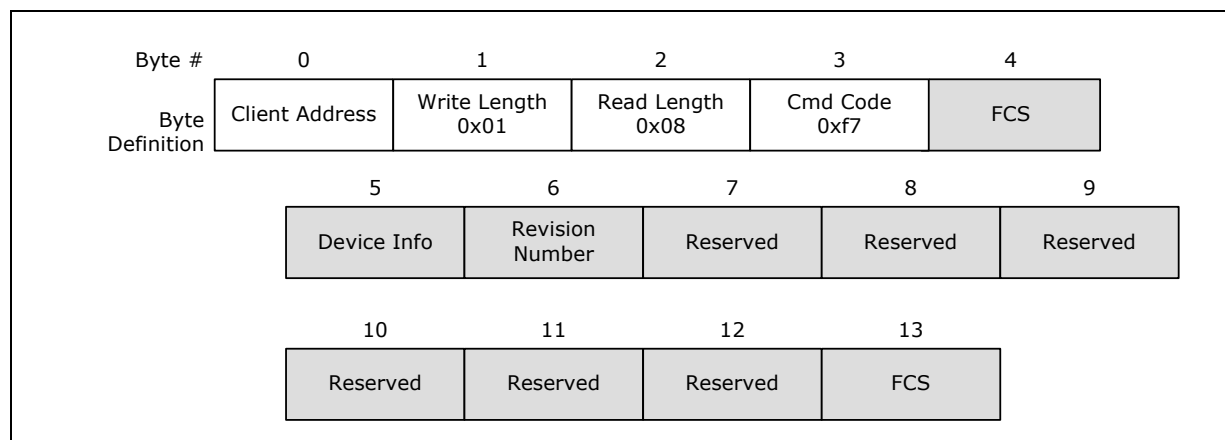 Byte # 0 1 2 3 4
Byte Definition
Client Address
Write Length
0x01
Read Length
0x08
Cmd Code
0xf7
FCS
5 6 7 8 9
Device Info
Revision
Number
Reserved
Reserved
Reserved
10 11 12 13
Reserved
Reserved
Reserved
FCS